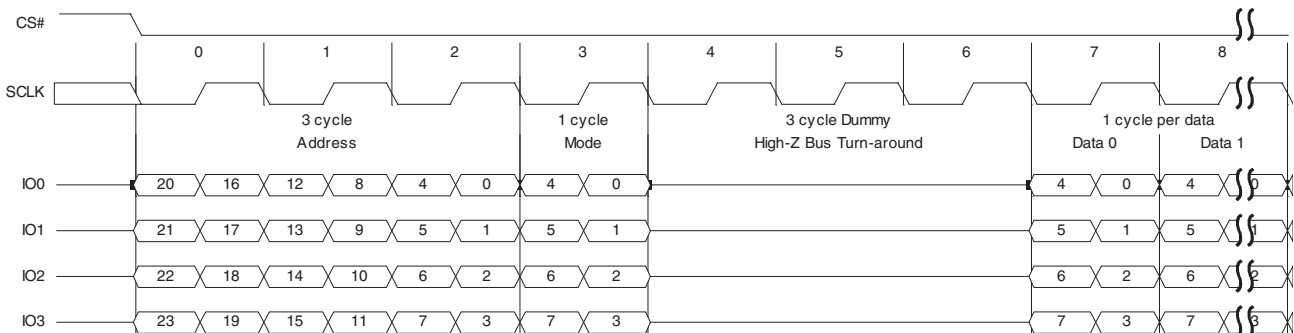 CS#
0 1 2 3 4 5 6 7 8
SCLK
3 cycle 1 cycle 3 cycle Dummy 1 cycle per data
Address Mode High-Z Bus Turn-around Data 0 Data 1
IO0 20 16 12 8 4 0 4 0 4 0 4 0
IO1 21 17 13 9 5 1 5 1 5 1 5 1
IO2 22 18 14 10 6 2 6 2 6 2 6 2
IO3 23 19 15 11 7 3 7 3 7 3 7 3